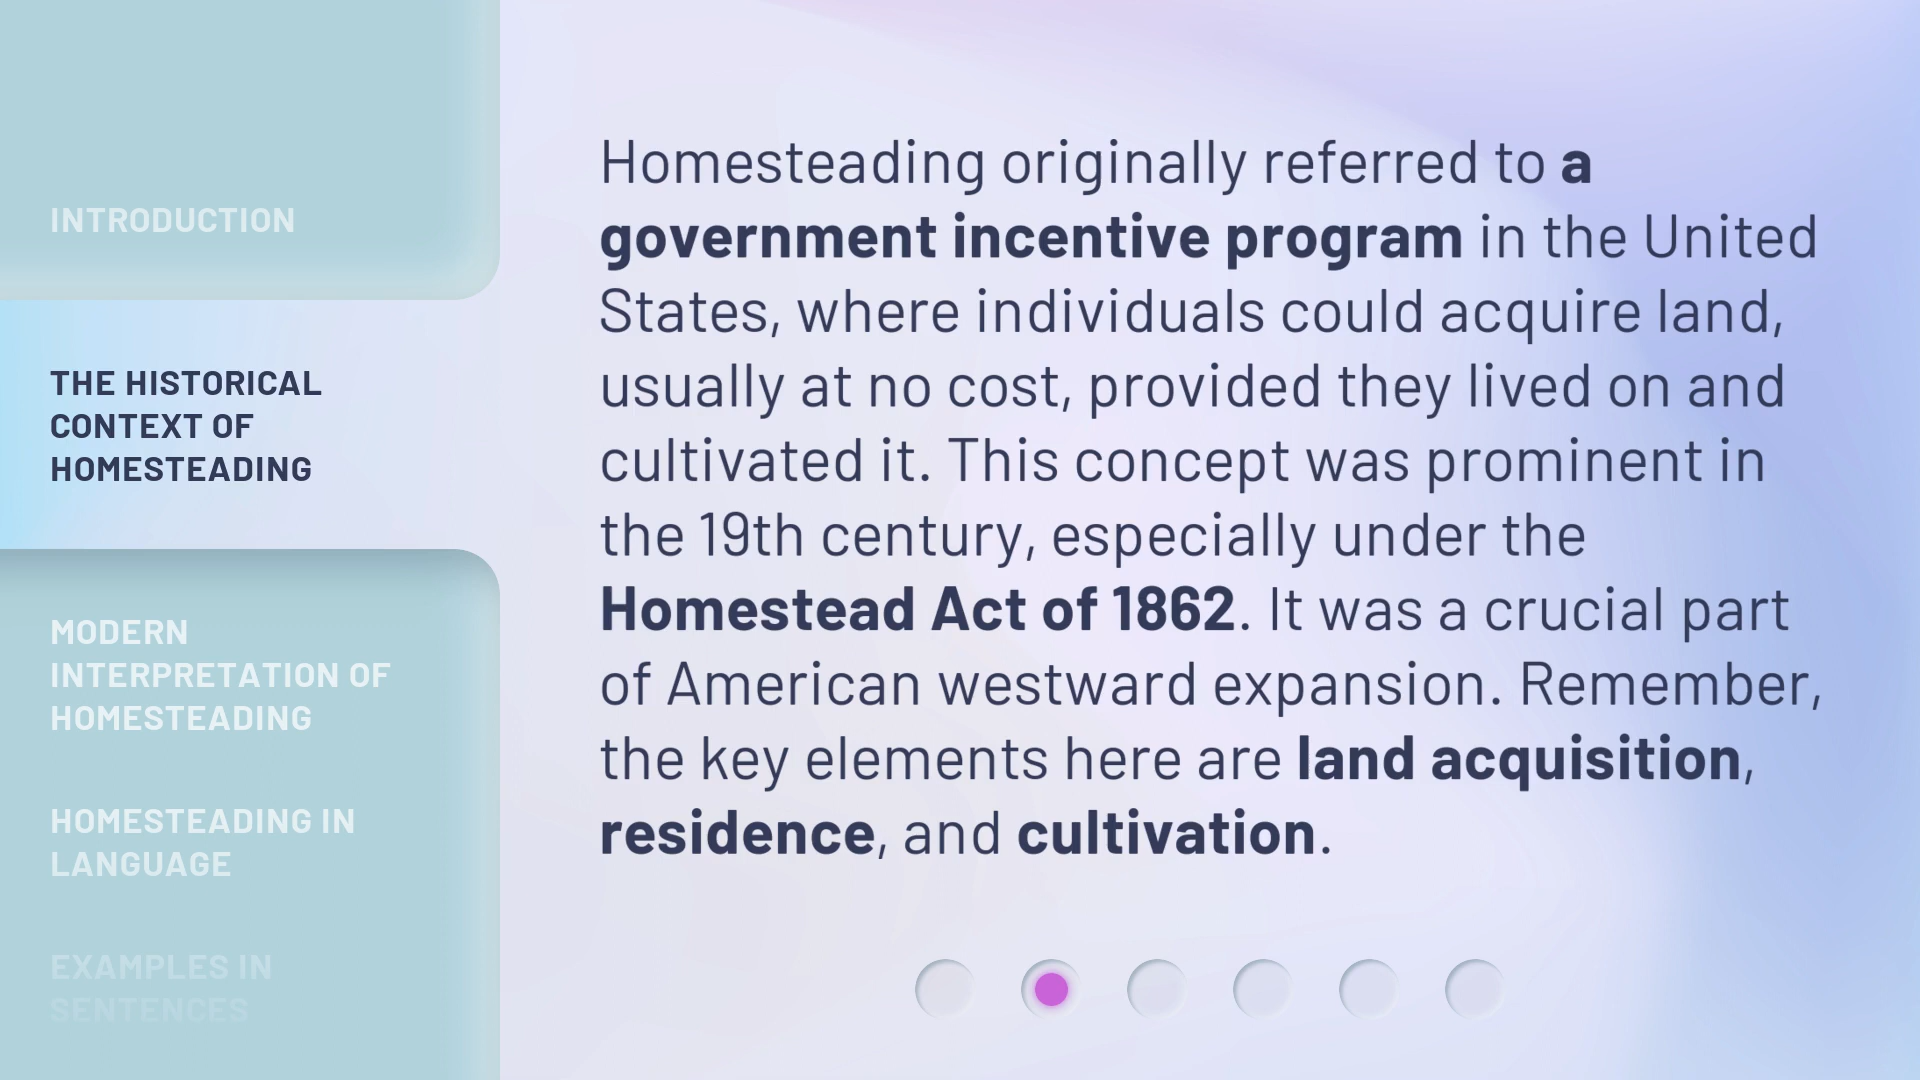 INTRODUCTION
THE HISTORICAL
CONTEXT OF
HOMESTEADING
MODERN
INTERPRETATION OF
HOMESTEADING
HOMESTEADING IN
LANGUAGE
EXAMPLES IN
SENTENCES
Homesteading originally referred to a
government incentive program in the United
States, where individuals could acquire land,
usually at no cost, provided they lived on and
cultivated it. This concept was prominent in
the 19th century, especially under the
Homestead Act of 1862. It was a crucial part
of American westward expansion. Remember,
the key elements here are land acquisition,
residence, and cultivation.